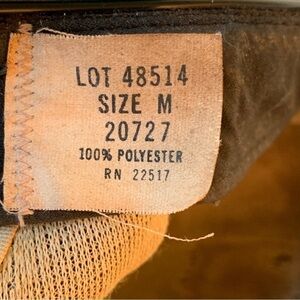 LOT 48514
SIZE M
20727
100% POLYESTER
RN 22517